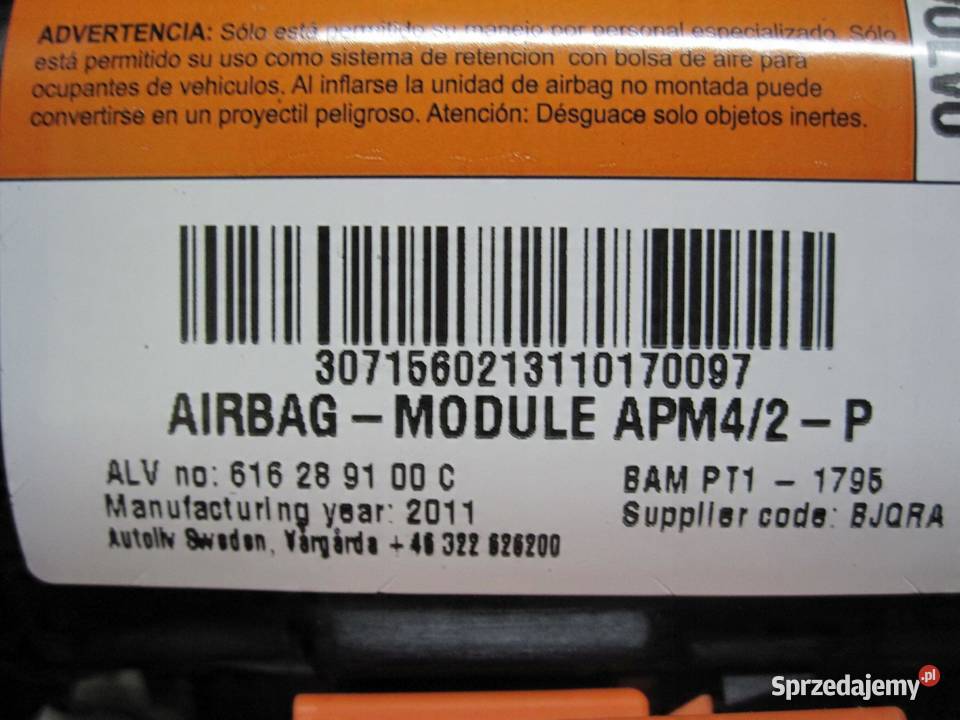 ADVERTENCIA: Sólo está permitido su manejo por personal especializado. Sólo
está permitido su uso como sistema de retención con bolsa de aire para
ocupantes de vehiculos. Al inflarse la unidad de airbag no montada puede
convertirse en un proyectil peligroso. Atención: Désguace solo objetos inertes.
VOLVO
3071560213110170097
AIRBAG – MODULE APM4/2 – P
ALV no: 616 28 91 00 C
BAM PT1 – 1795
Manufacturing year: 2011
Supplier code: BJQRA
Autoliv Sweden, Vårgårda +46 322 626200
Sprzedajemy.pl